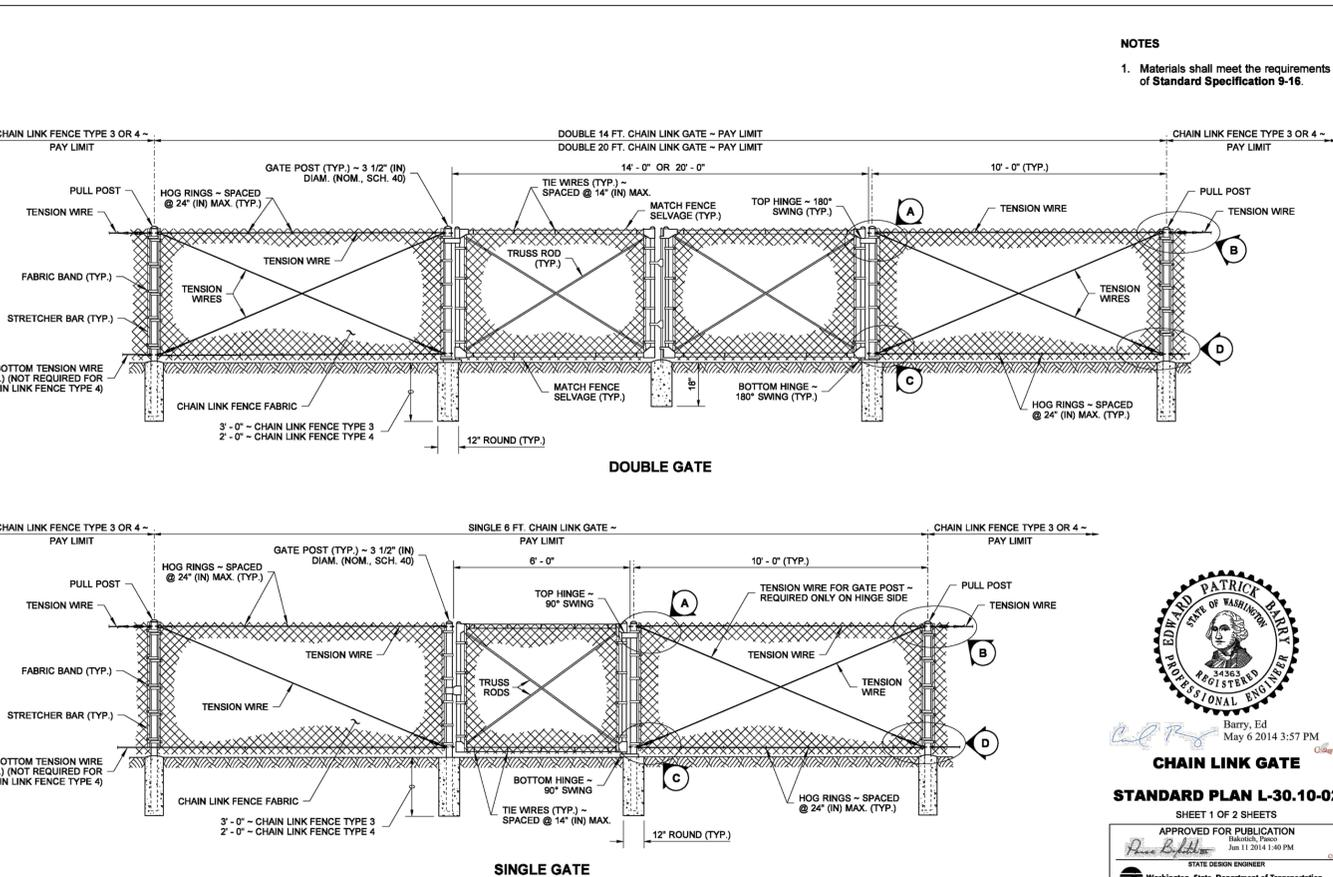 NOTES
1. Materials shall meet the requirements
of Standard Specification 9-16.
CHAIN LINK FENCE TYPE 3 OR 4 ~
PAY LIMIT
DOUBLE 14 FT. CHAIN LINK GATE ~ PAY LIMIT
DOUBLE 20 FT. CHAIN LINK GATE ~ PAY LIMIT
CHAIN LINK FENCE TYPE 3 OR 4 ~
PAY LIMIT
GATE POST (TYP.) ~ 3 1/2" (IN)
DIAM. (NOM., SCH. 40)
14' - 0" OR 20' - 0"
10' - 0" (TYP.)
PULL POST
HOG RINGS ~ SPACED
@ 24" (IN) MAX. (TYP.)
TENSION WIRE
TIE WIRES (TYP.) ~
SPACED @ 14" (IN) MAX.
MATCH FENCE
SELVAGE (TYP.)
TOP HINGE ~ 180°
SWING (TYP.)
A
TENSION WIRE
PULL POST
TENSION WIRE
B
TENSION WIRE
TRUSS ROD
(TYP.)
FABRIC BAND (TYP.)
TENSION
WIRES
TENSION
WIRES
STRETCHER BAR (TYP.)
D
BOTTOM TENSION WIRE
(NOT REQUIRED FOR
CHAIN LINK FENCE TYPE 4)
CHAIN LINK FENCE FABRIC
3' - 0" ~ CHAIN LINK FENCE TYPE 3
2' - 0" ~ CHAIN LINK FENCE TYPE 4
12" ROUND (TYP.)
MATCH FENCE
SELVAGE (TYP.)
18"
BOTTOM HINGE ~
180° SWING (TYP.)
C
HOG RINGS ~ SPACED
@ 24" (IN) MAX. (TYP.)
DOUBLE GATE
CHAIN LINK FENCE TYPE 3 OR 4 ~
PAY LIMIT
SINGLE 6 FT. CHAIN LINK GATE ~
PAY LIMIT
CHAIN LINK FENCE TYPE 3 OR 4 ~
PAY LIMIT
GATE POST (TYP.) ~ 3 1/2" (IN)
DIAM. (NOM., SCH. 40)
HOG RINGS ~ SPACED
@ 24" (IN) MAX. (TYP.)
6' - 0"
10' - 0" (TYP.)
PULL POST
TENSION WIRE
TOP HINGE ~
90° SWING
A
TENSION WIRE FOR GATE POST ~
REQUIRED ONLY ON HINGE SIDE
PULL POST
TENSION WIRE
B
TENSION WIRE
TENSION WIRE
FABRIC BAND (TYP.)
TENSION WIRE
TRUSS
RODS
TENSION
WIRE
STRETCHER BAR (TYP.)
D
BOTTOM TENSION WIRE
(NOT REQUIRED FOR
CHAIN LINK FENCE TYPE 4)
CHAIN LINK FENCE FABRIC
3' - 0" ~ CHAIN LINK FENCE TYPE 3
2' - 0" ~ CHAIN LINK FENCE TYPE 4
BOTTOM HINGE ~
90° SWING
C
TIE WIRES (TYP.) ~
SPACED @ 14" (IN) MAX.
12" ROUND (TYP.)
HOG RINGS ~ SPACED
@ 24" (IN) MAX. (TYP.)
SINGLE GATE
EDWARD PATRICK BARRY
STATE OF WASHINGTON
34363
REGISTERED
PROFESSIONAL ENGINEER
Barry, Ed
May 6 2014 3:57 PM
CHAIN LINK GATE
STANDARD PLAN L-30.10-02
SHEET 1 OF 2 SHEETS
APPROVED FOR PUBLICATION
Bakotich, Pasco
Jun 11 2014 1:40 PM
STATE DESIGN ENGINEER
Washington State Department of Transportation